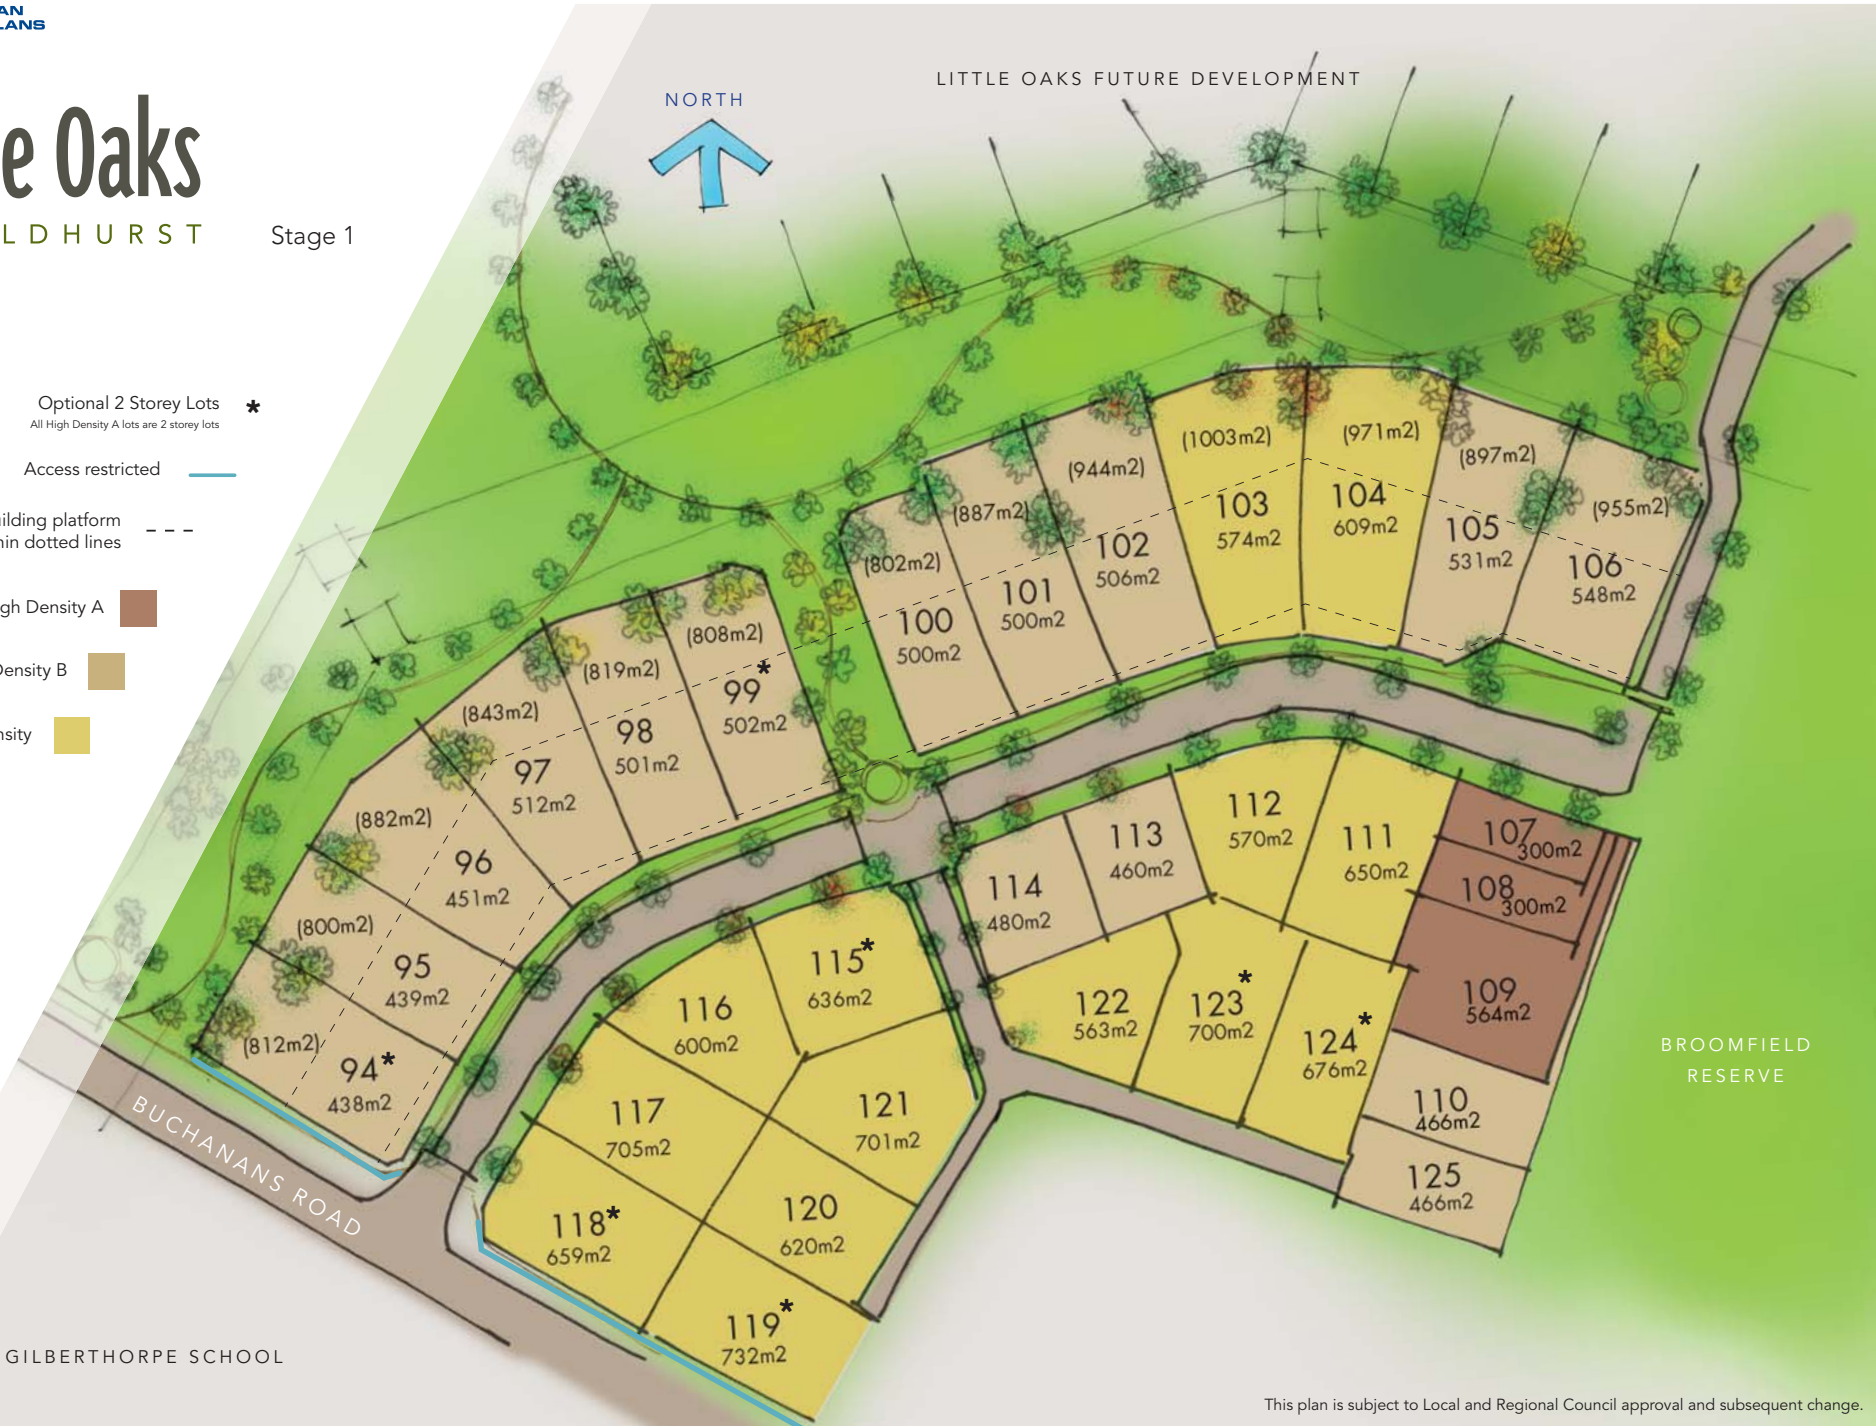 AN
LANS
e Oaks
LDHURST
Stage 1
NORTH
LITTLE OAKS FUTURE DEVELOPMENT
Optional 2 Storey Lots *
All High Density A lots are 2 storey lots
Access restricted
ilding platform
hin dotted lines
gh Density A
Density B
nsity
(1003m2)
103
574m2
(971m2)
104
609m2
(897m2)
105
531m2
(955m2)
106
548m2
(944m2)
102
506m2
(887m2)
101
500m2
(802m2)
100
500m2
(808m2)
99*
502m2
(819m2)
98
501m2
(843m2)
97
512m2
(882m2)
96
451m2
(800m2)
95
439m2
(812m2)
94*
438m2
107
300m2
108
300m2
109
564m2
110
466m2
125
466m2
111
650m2
112
570m2
113
460m2
114
480m2
115*
636m2
116
600m2
117
705m2
118*
659m2
119*
732m2
120
620m2
121
701m2
122
563m2
123*
700m2
124*
676m2
BROOMFIELD
RESERVE
BUCHANANS ROAD
GILBERTHORPE SCHOOL
This plan is subject to Local and Regional Council approval and subsequent change.